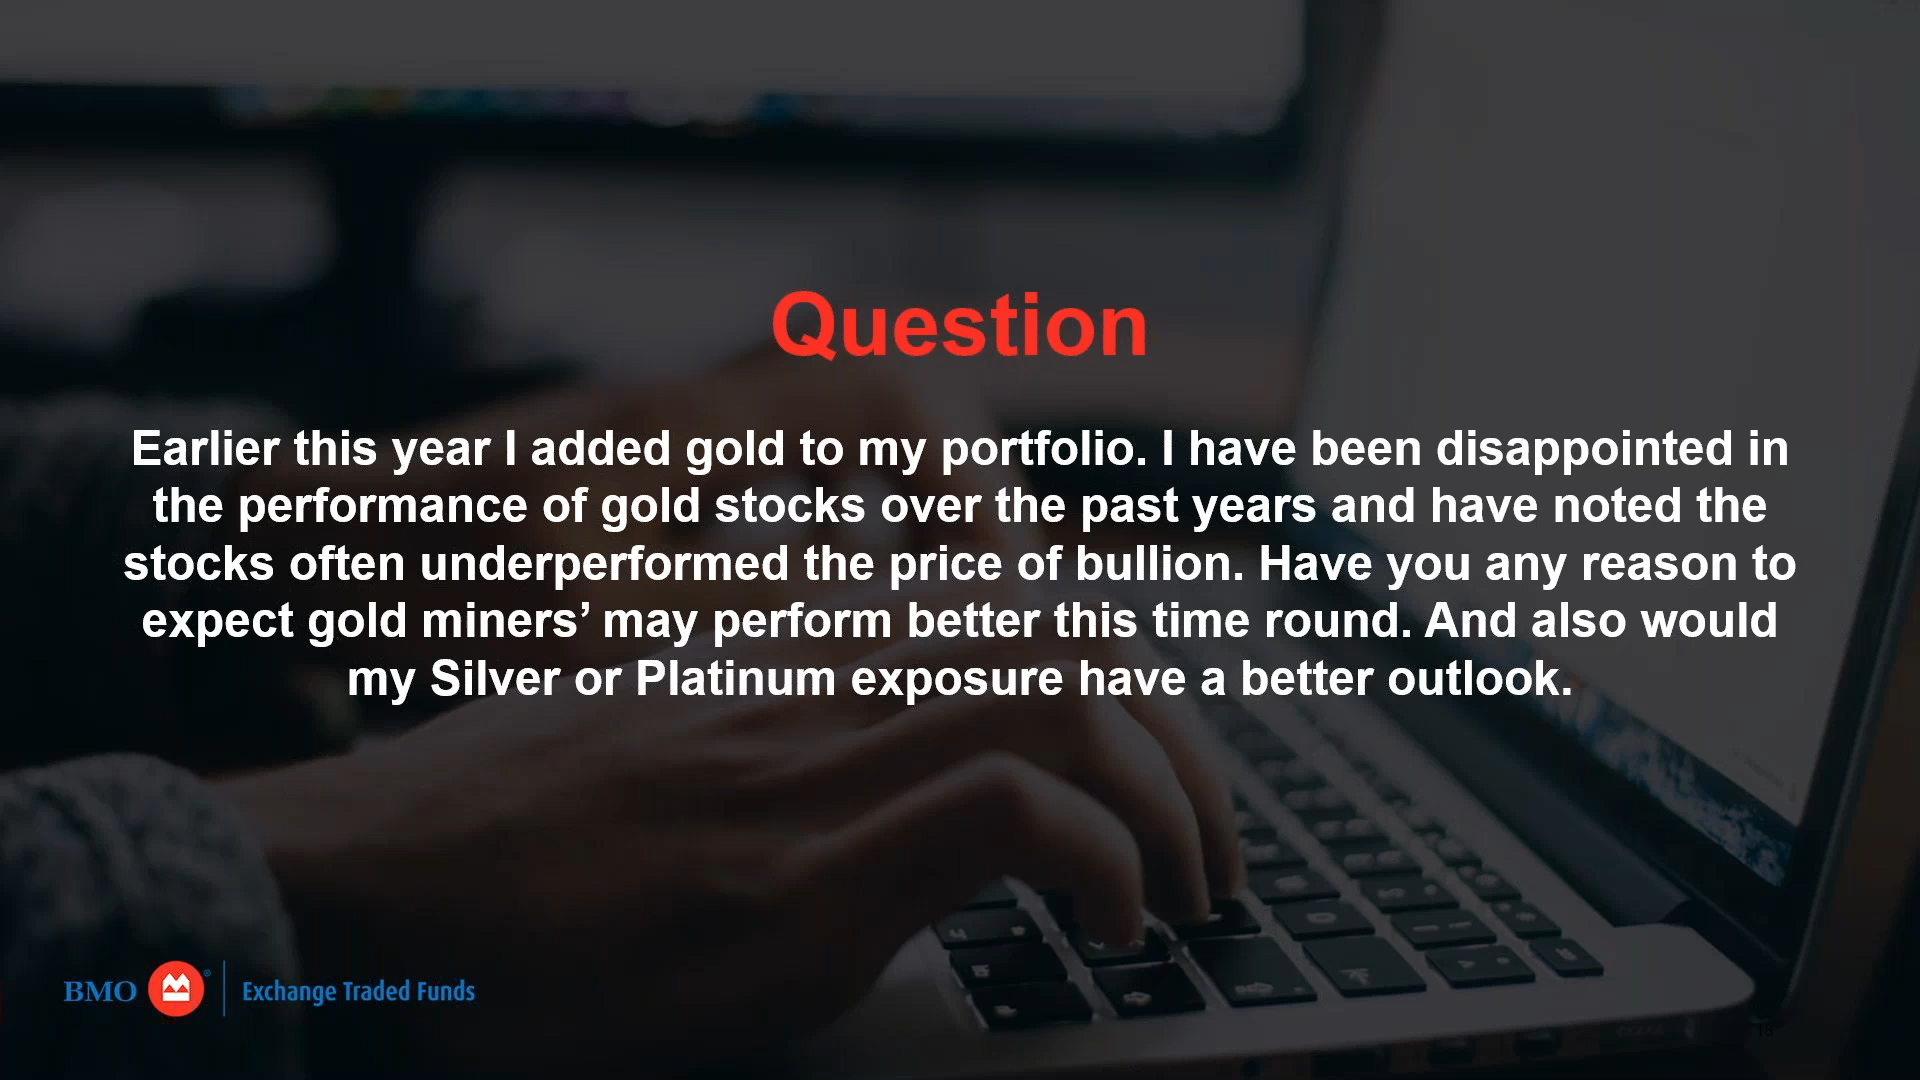 Question
Earlier this year I added gold to my portfolio. I have been disappointed in
the performance of gold stocks over the past years and have noted the
stocks often underperformed the price of bullion. Have you any reason to
expect gold miners’ may perform better this time round. And also would
my Silver or Platinum exposure have a better outlook.
BMO ® Exchange Traded Funds